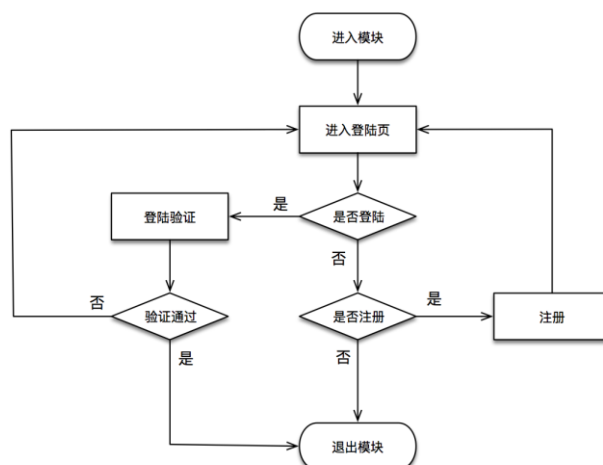 进入模块
进入登陆页
登陆验证
是
是否登陆
否
否
验证通过
是否注册
是
注册
是
否
退出模块